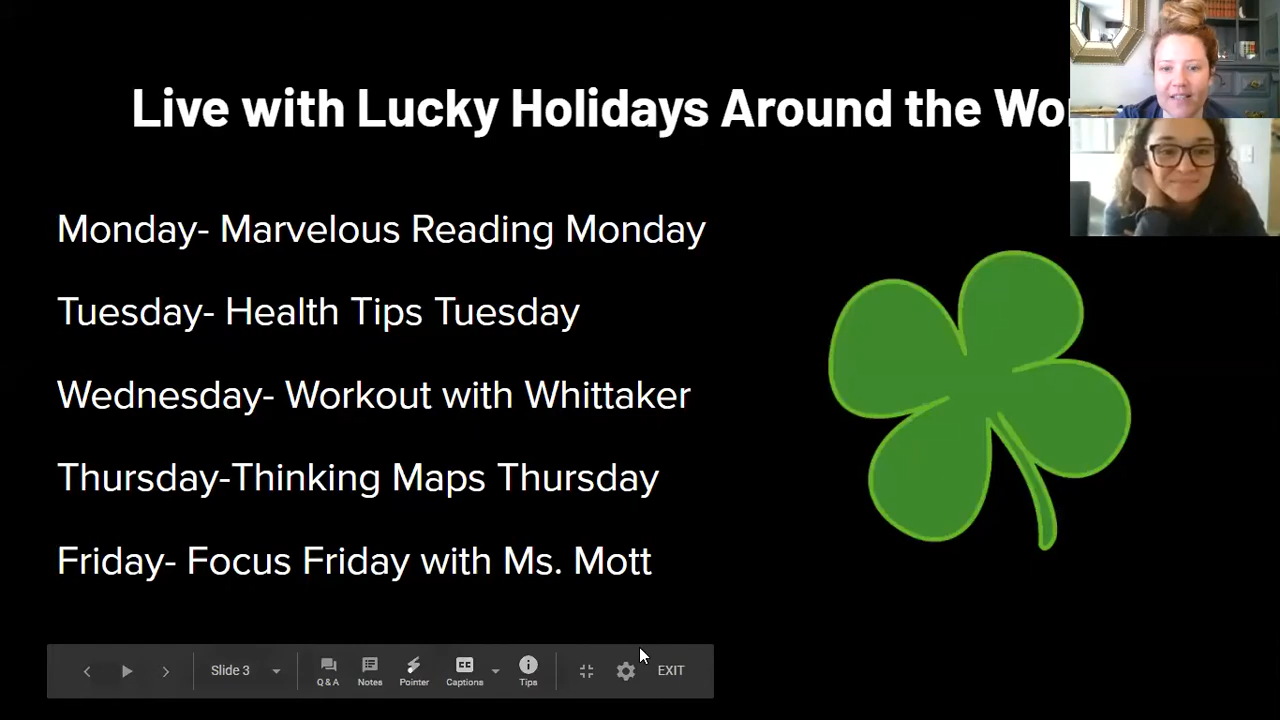 Live with Lucky Holidays Around the
Monday- Marvelous Reading Monday
Tuesday- Health Tips Tuesday
Wednesday- Workout with Whittaker
Thursday-Thinking Maps Thursday
Friday- Focus Friday with Ms. Mott
Slide 3 Q & A Notes Pointer CC Captions Tips EXIT